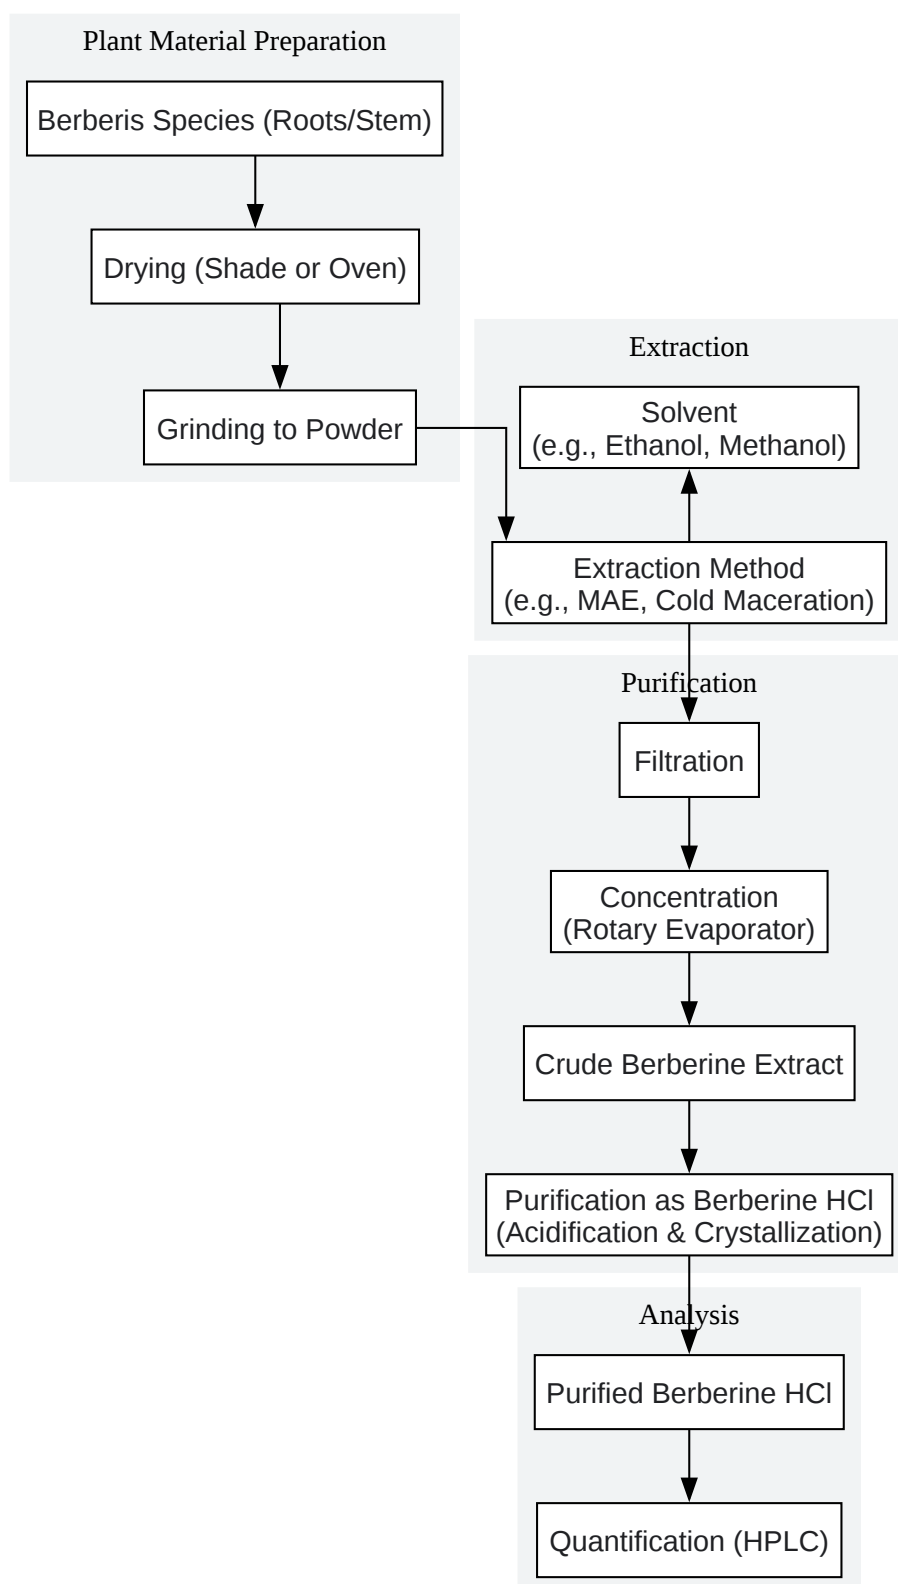 Plant Material Preparation
Berberis Species (Roots/Stem)
Drying (Shade or Oven)
Grinding to Powder
Extraction
Solvent
(e.g., Ethanol, Methanol)
Extraction Method
(e.g., MAE, Cold Maceration)
Purification
Filtration
Concentration
(Rotary Evaporator)
Crude Berberine Extract
Purification as Berberine HCl
(Acidification & Crystallization)
Analysis
Purified Berberine HCl
Quantification (HPLC)